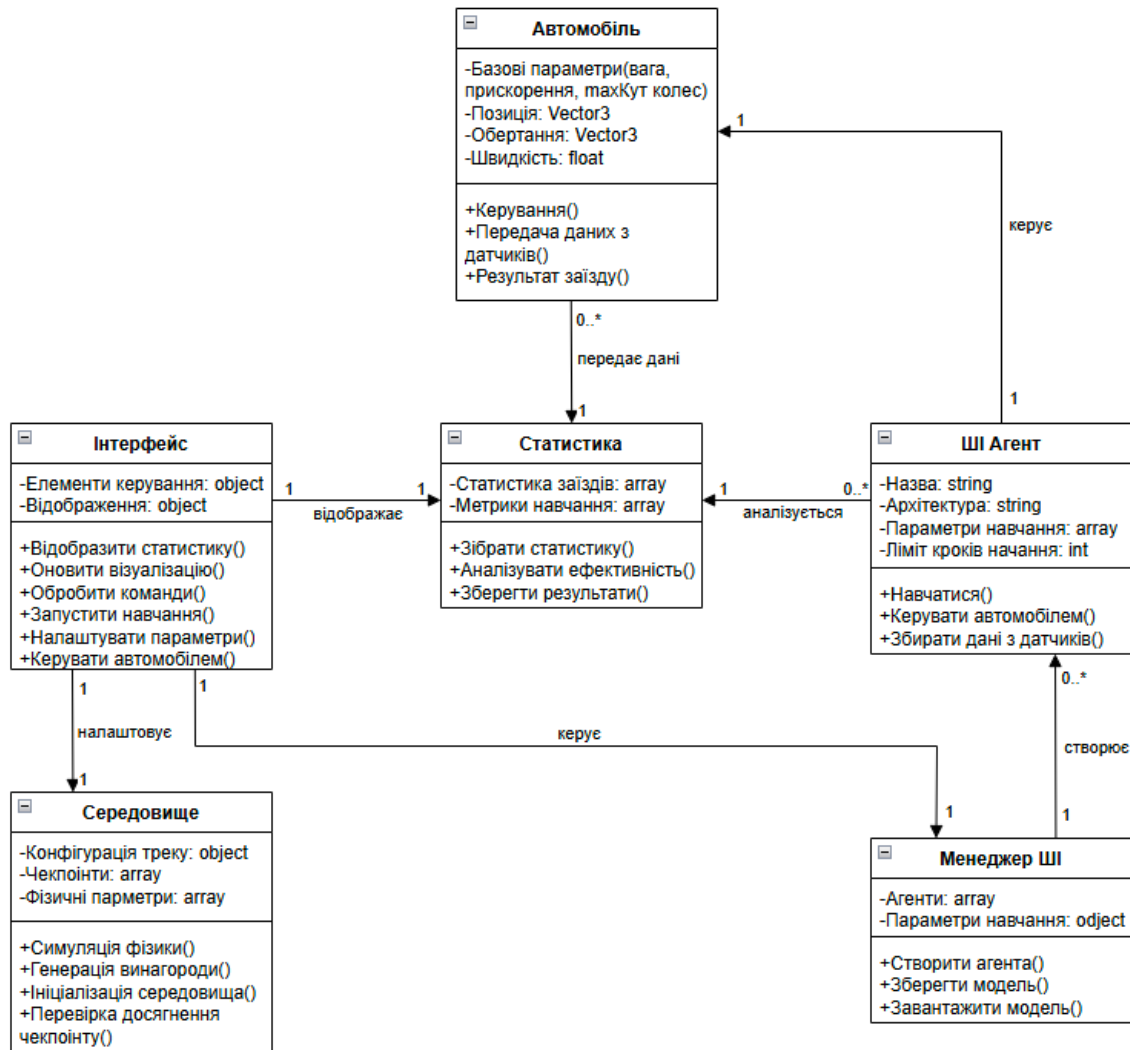 Автомобіль
-Базові параметри(вага,
прискорення, maxКут колес)
-Позиція: Vector3
-Обертання: Vector3
-Швидкість: float
+Керування()
+Передача даних з
датчиків()
+Результат заїзду()
1
керує
1
0..*
передає дані
1
Інтерфейс
-Елементи керування: object
-Відображення: object
+Відобразити статистику()
+Оновити візуалізацію()
+Обробити команди()
+Запустити навчання()
+Налаштувати параметри()
+Керувати автомобілем()
1
1
відображає
Статистика
-Статистика заїздів: array
-Метрики навчання: array
+Зібрати статистику()
+Аналізувати ефективність()
+Зберегти результати()
1
0..*
аналізується
ШІ Агент
-Назва: string
-Архітектура: string
-Параметри навчання: array
-Ліміт кроків начання: int
+Навчатися()
+Керувати автомобілем()
+Збирати дані з датчиків()
1
налаштовує
1
1
керує
1
0..*
створює
1
Середовище
-Конфігурація треку: object
-Чекпоінти: array
-Фізичні парметри: array
+Симуляція фізики()
+Генерація винагороди()
+Ініціалізація середовища()
+Перевірка досягнення
чекпоінту()
Менеджер ШІ
-Агенти: array
-Параметри навчання: odject
+Створити агента()
+Зберегти модель()
+Завантажити модель()